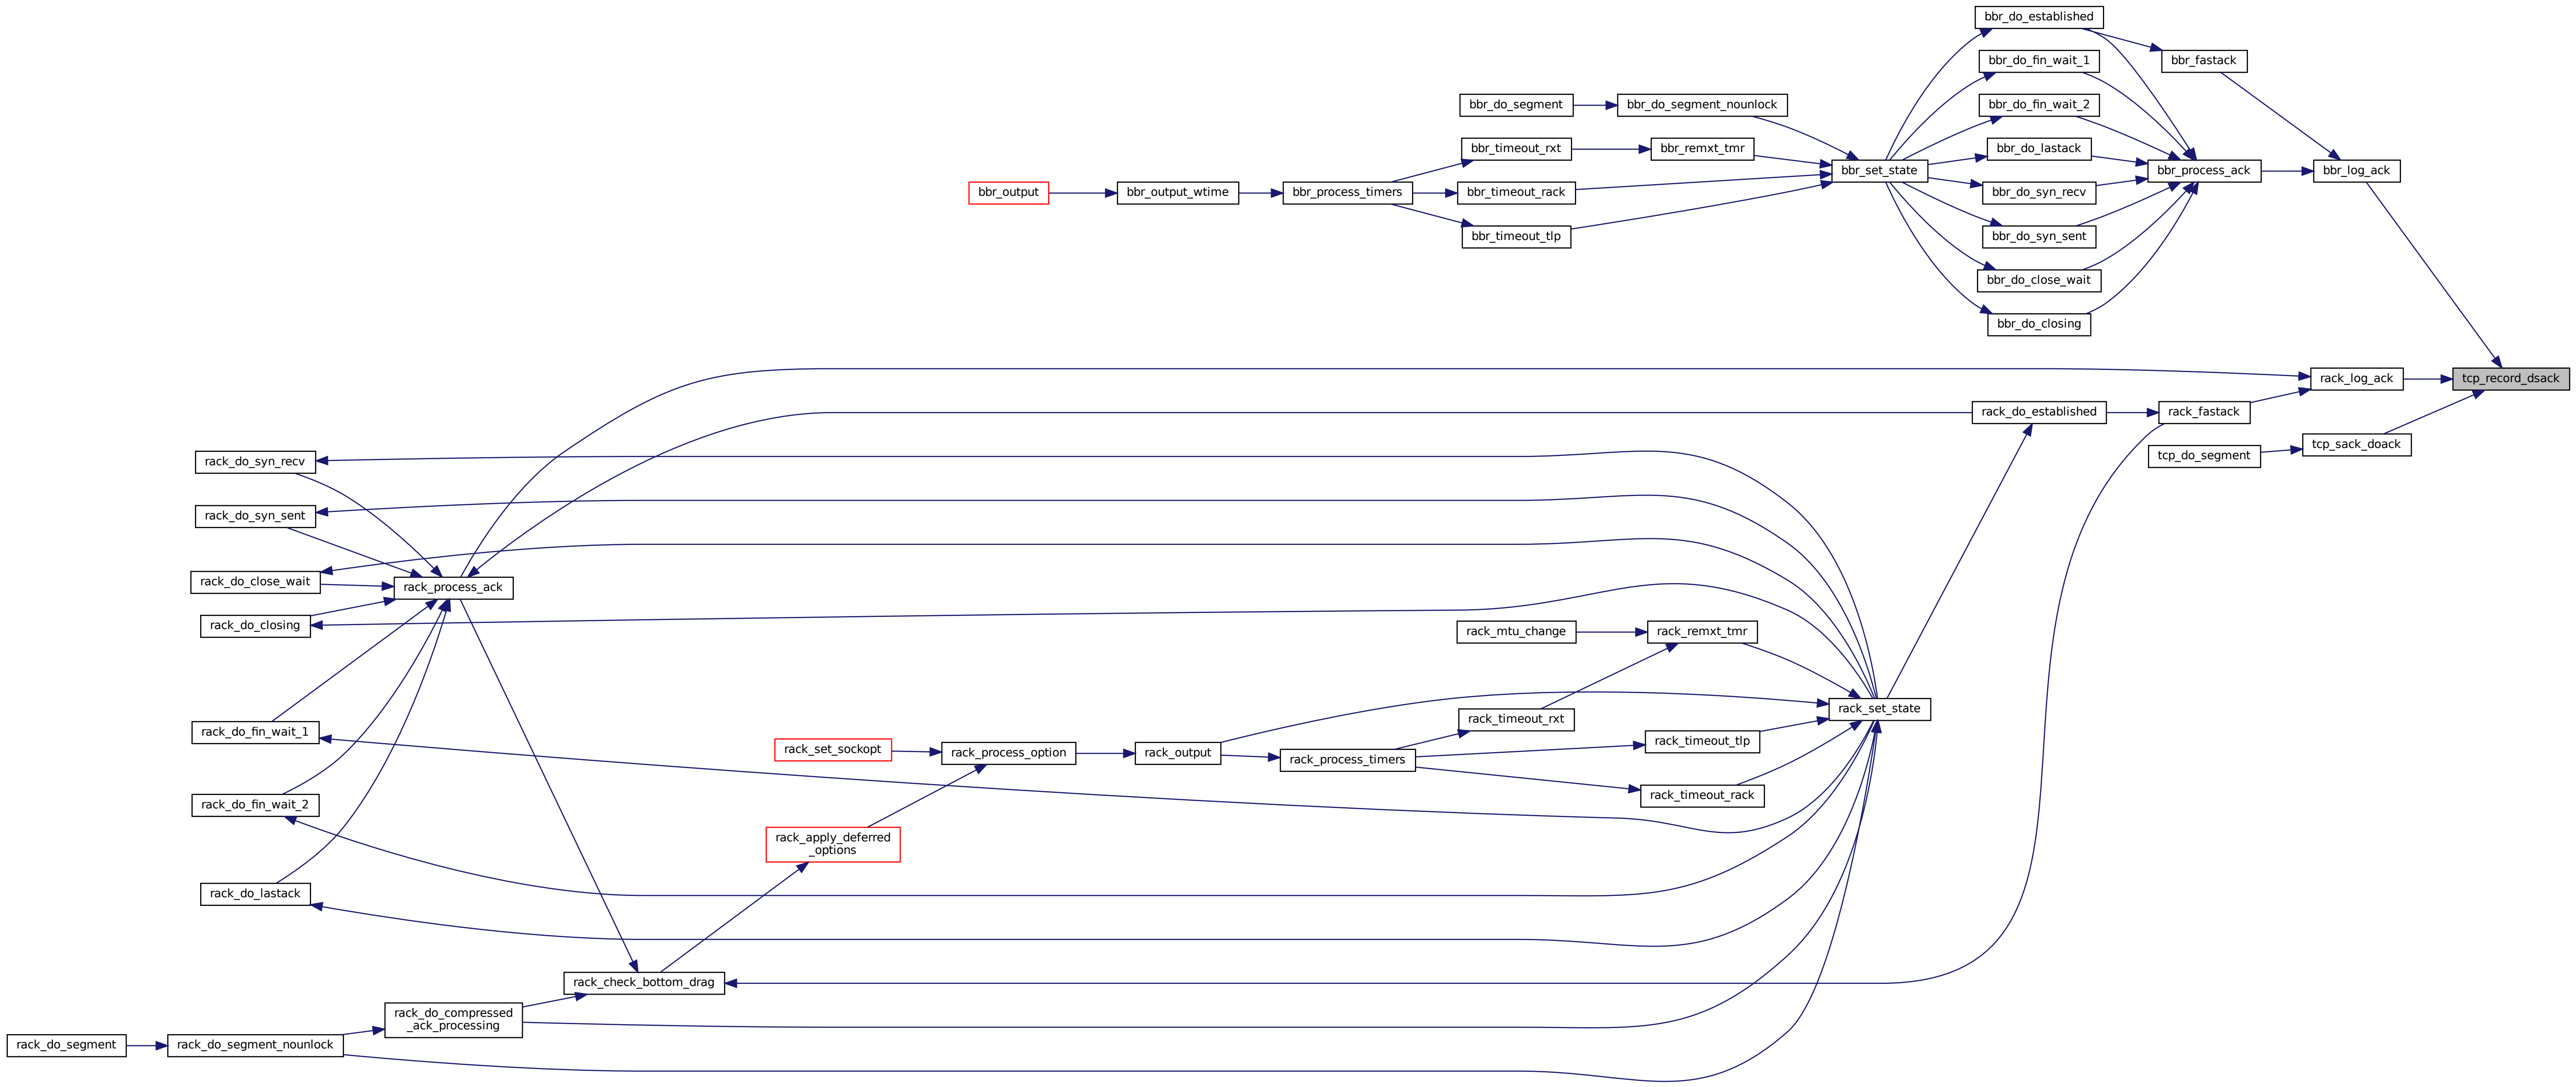 bbr_do_established
bbr_fastack
bbr_do_fin_wait_1
bbr_do_segment
bbr_do_segment_nounlock
bbr_do_fin_wait_2
bbr_timeout_rxt
bbr_remxt_tmr
bbr_do_lastack
bbr_output
bbr_output_wtime
bbr_process_timers
bbr_timeout_rack
bbr_set_state
bbr_do_syn_recv
bbr_process_ack
bbr_log_ack
bbr_timeout_tlp
bbr_do_syn_sent
bbr_do_close_wait
bbr_do_closing
rack_log_ack
tcp_record_dsack
rack_do_established
rack_fastack
tcp_sack_doack
tcp_do_segment
rack_do_syn_recv
rack_do_syn_sent
rack_do_close_wait
rack_process_ack
rack_do_closing
rack_mtu_change
rack_remxt_tmr
rack_set_state
rack_timeout_rxt
rack_do_fin_wait_1
rack_set_sockopt
rack_process_option
rack_output
rack_process_timers
rack_timeout_tlp
rack_timeout_rack
rack_do_fin_wait_2
rack_apply_deferred
_options
rack_do_lastack
rack_check_bottom_drag
rack_do_compressed
_ack_processing
rack_do_segment
rack_do_segment_nounlock